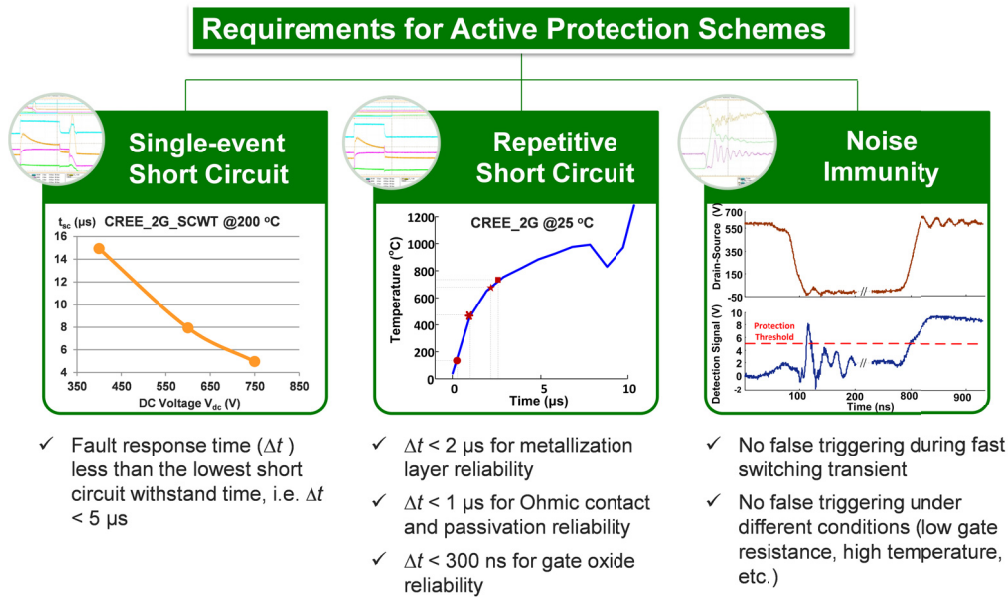 Requirements for Active Protection Schemes
Single-event
Short Circuit
t_sc (µs) CREE_2G_SCWT @200 °C
16
14
12
10
8
6
4
350 450 550 650 750 850
DC Voltage V_dc (V)
✓ Fault response time (Δt )
less than the lowest short
circuit withstand time, i.e. Δt
< 5 µs
Repetitive
Short Circuit
CREE_2G @25 °C
Temperature (°C)
1200
1000
800
600
400
200
0
0 5 10
Time (µs)
✓ Δt < 2 µs for metallization
layer reliability
✓ Δt < 1 µs for Ohmic contact
and passivation reliability
✓ Δt < 300 ns for gate oxide
reliability
Noise
Immunity
Drain-Source (V)
700
550
350
150
-50
Detection Signal (V)
10
8
6
4
2
0
-2
Protection
Threshold
//
//
100 200 800 900
Time (ns)
✓ No false triggering during fast
switching transient
✓ No false triggering under
different conditions (low gate
resistance, high temperature,
etc.)